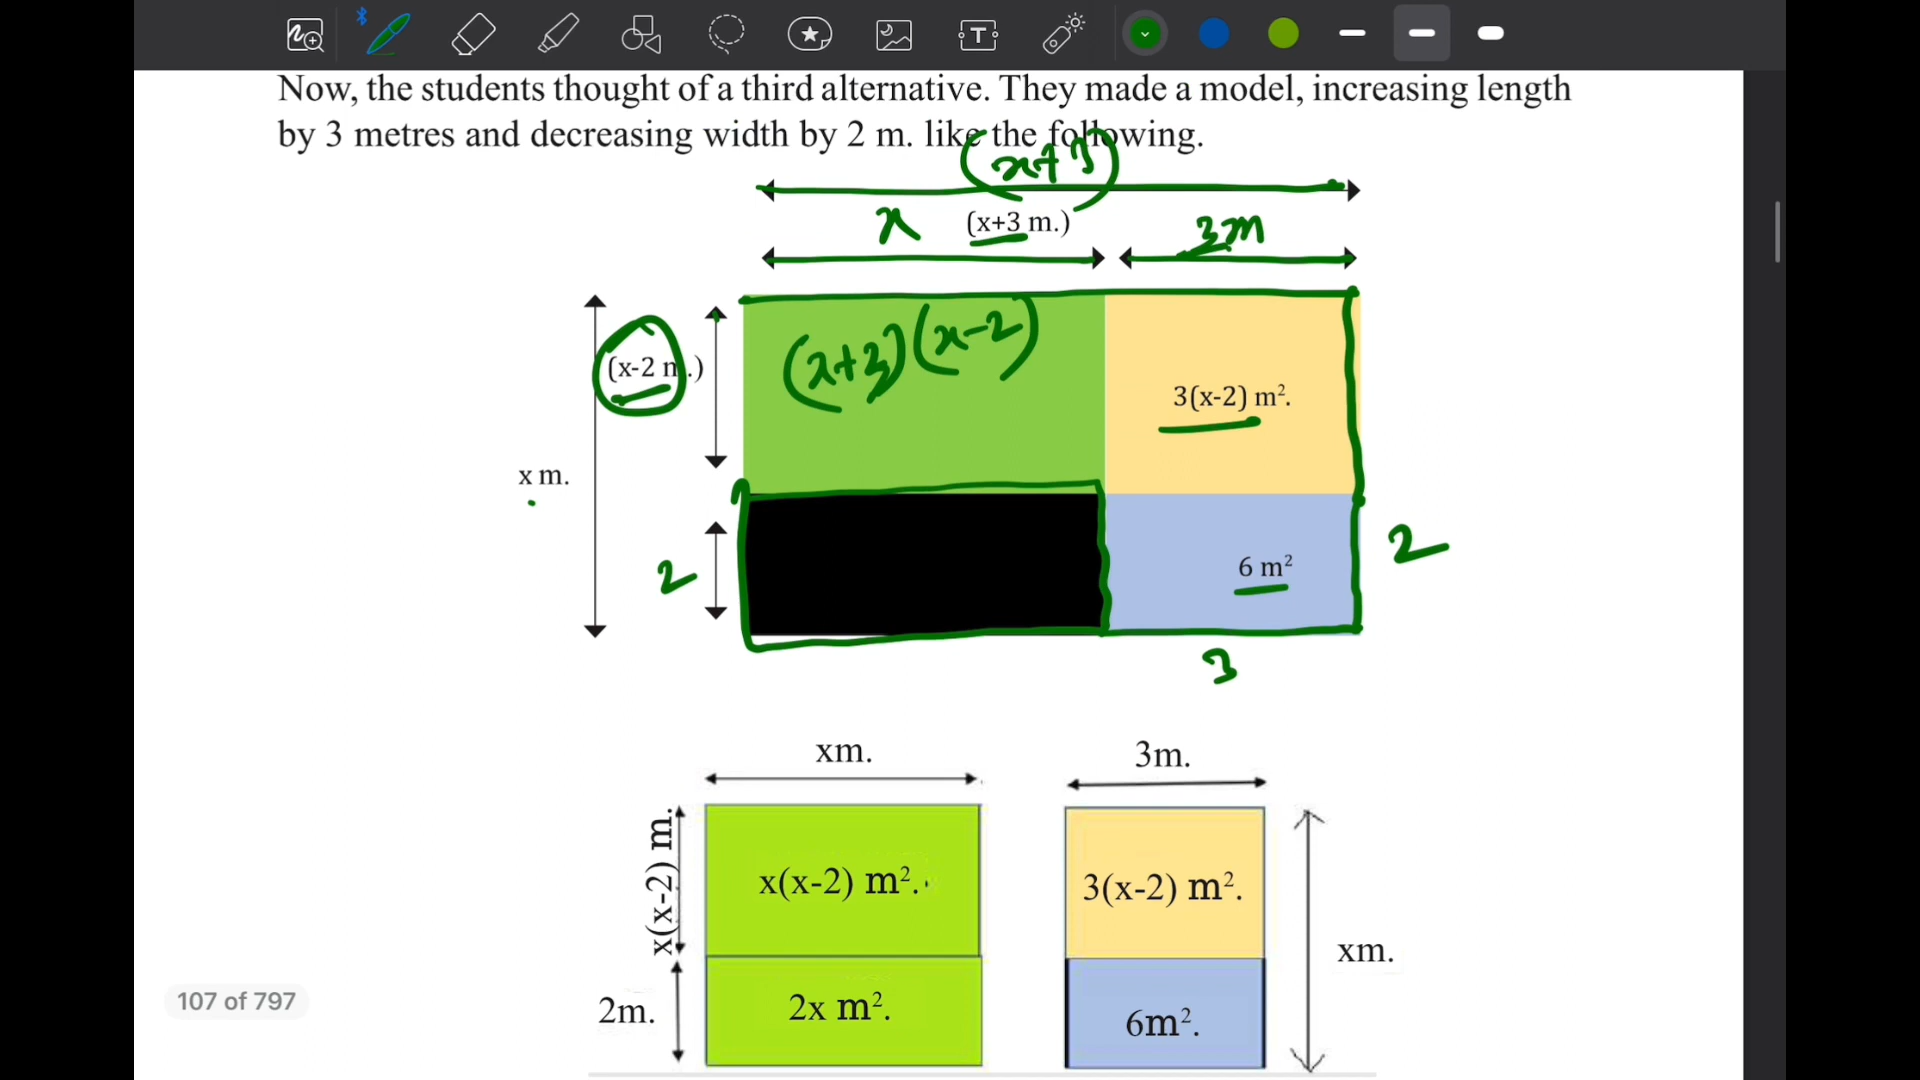 Now, the students thought of a third alternative. They made a model, increasing length
by 3 metres and decreasing width by 2 m. like the following.
(x+3)
x (x+3 m.) 3m
(x+3)(x-2)
(x-2 m.)
3(x-2) m².
x m.
2
6 m²
2
3
xm.
3m.
x(x-2) m.
x(x-2) m².
3(x-2) m².
xm.
2m.
2x m².
6m².
107 of 797